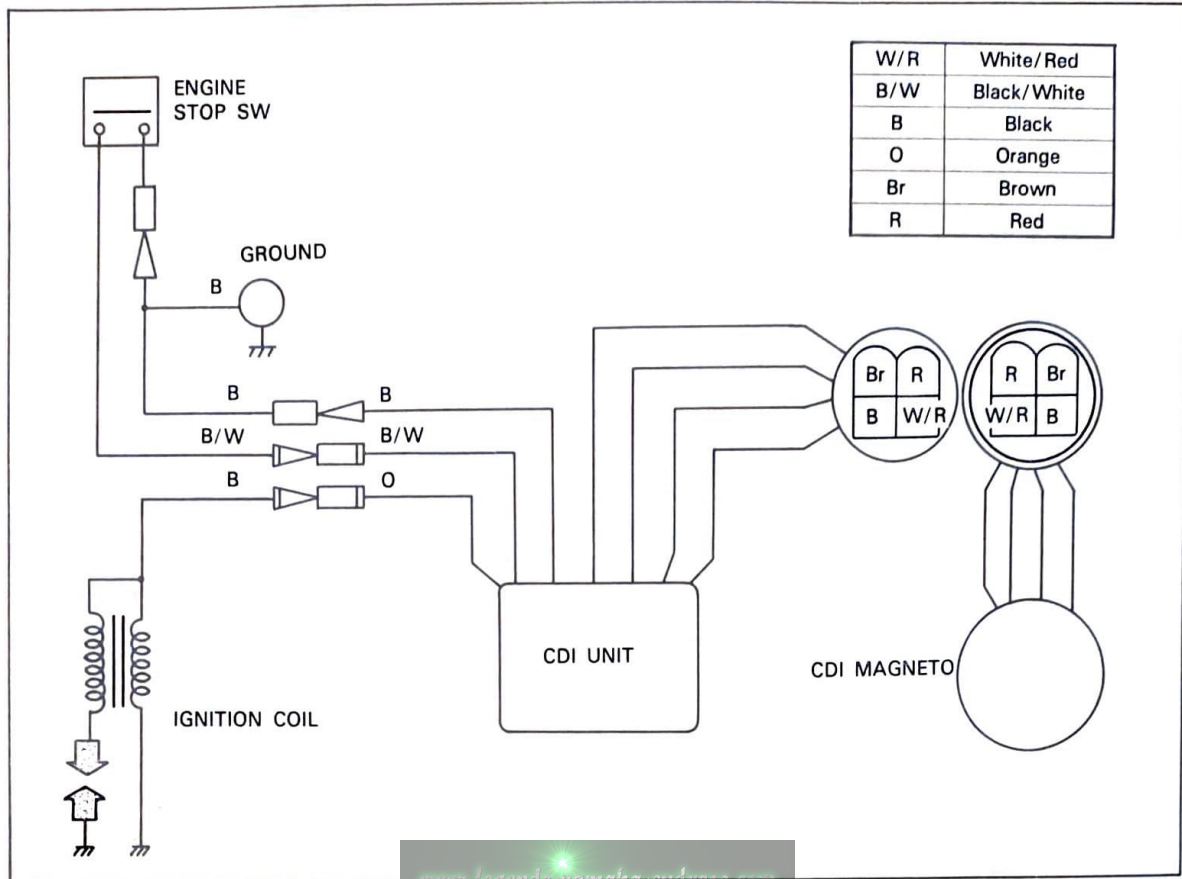 ENGINE
STOP SW
W/R White/Red
B/W Black/White
B Black
O Orange
Br Brown
R Red
GROUND
B
B B
B/W B/W
B O
Br R
B W/R
R Br
W/R B
CDI UNIT
CDI MAGNETO
IGNITION COIL